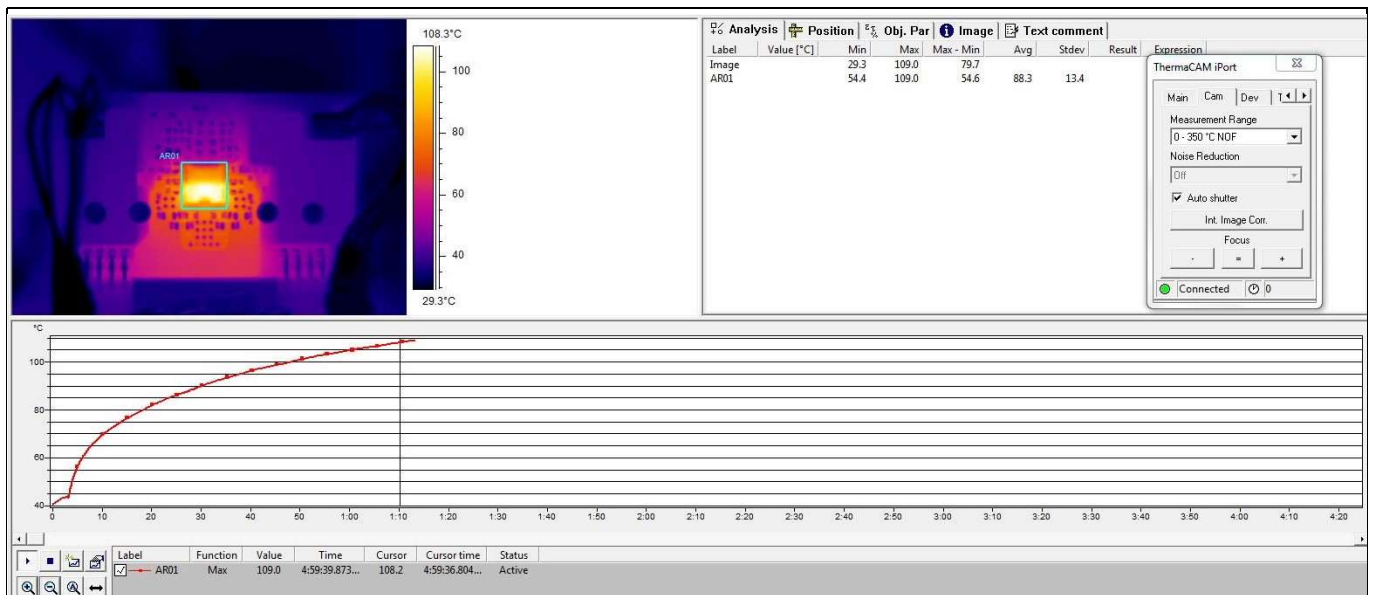 108.3°C
100
80
60
40
29.3°C
AR01
Analysis Position Obj. Par Image Text comment
Label Value [°C] Min Max Max - Min Avg Stdev Result Expression
Image 29.3 109.0 79.7
AR01 54.4 109.0 54.6 88.3 13.4
ThermaCAM iPort
Main Cam Dev
Measurement Range
0 - 350 °C NOF
Noise Reduction
Off
Auto shutter
Int. Image Corr.
Focus
- = +
Connected 0
°C
100
80
60
40
0 10 20 30 40 50 1:00 1:10 1:20 1:30 1:40 1:50 2:00 2:10 2:20 2:30 2:40 2:50 3:00 3:10 3:20 3:30 3:40 3:50 4:00 4:10 4:20
Label Function Value Time Cursor Cursor time Status
AR01 Max 109.0 4:59:39.873... 108.2 4:59:36.804... Active